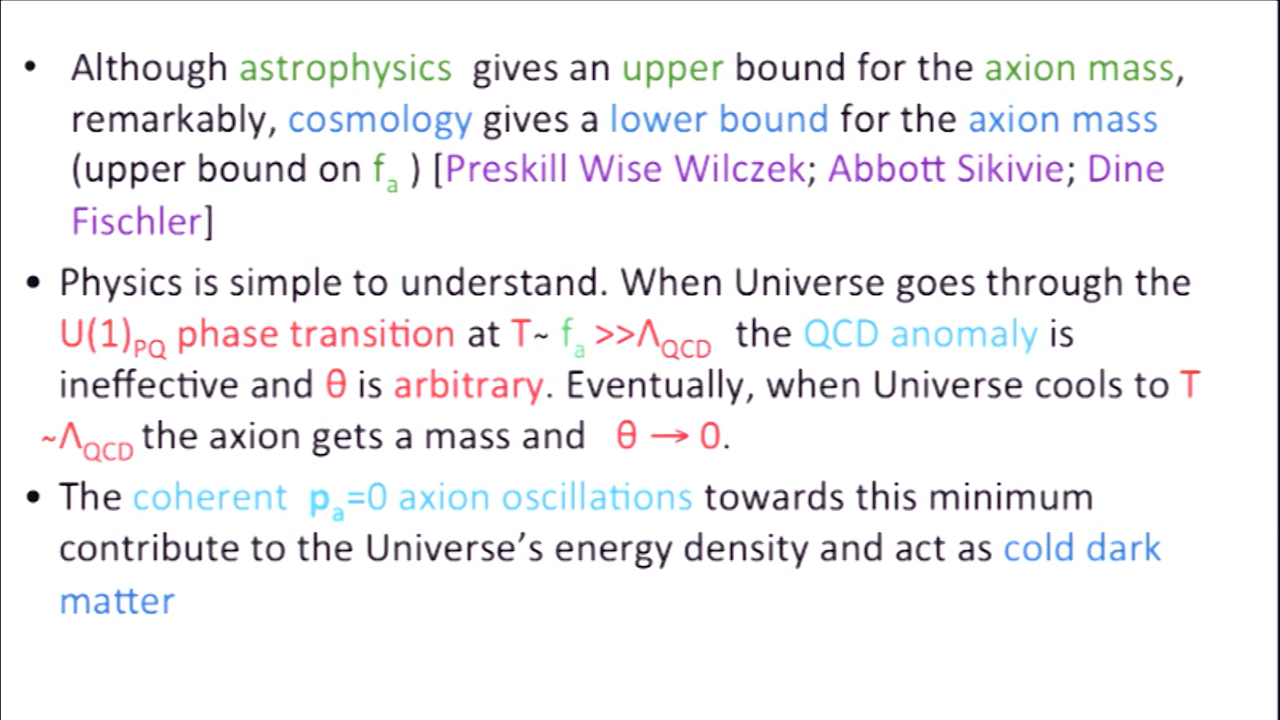 • Although astrophysics gives an upper bound for the axion mass,
remarkably, cosmology gives a lower bound for the axion mass
(upper bound on fₐ ) [Preskill Wise Wilczek; Abbott Sikivie; Dine
Fischler]
• Physics is simple to understand. When Universe goes through the
U(1)PQ phase transition at T~ fₐ >>ΛQCD the QCD anomaly is
ineffective and θ is arbitrary. Eventually, when Universe cools to T
~ΛQCD the axion gets a mass and θ → 0.
• The coherent pₐ=0 axion oscillations towards this minimum
contribute to the Universe’s energy density and act as cold dark
matter